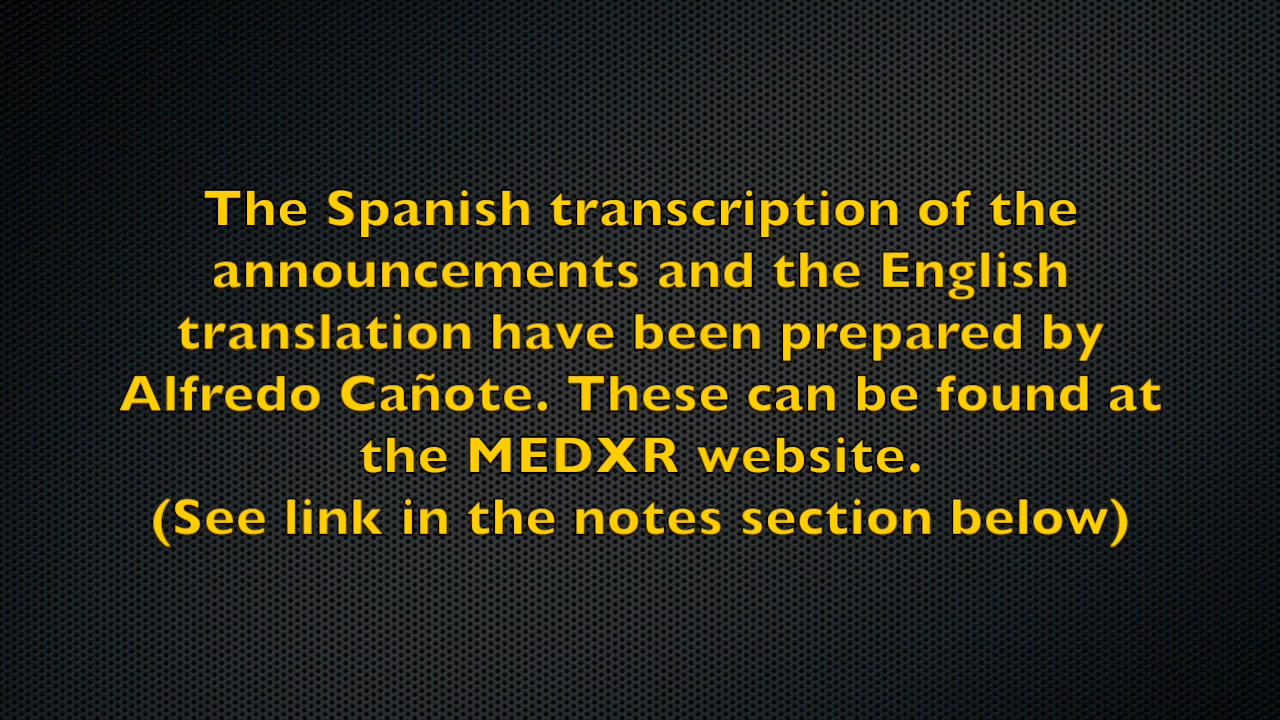 The Spanish transcription of the
announcements and the English
translation have been prepared by
Alfredo Cañote. These can be found at
the MEDXR website.
(See link in the notes section below)